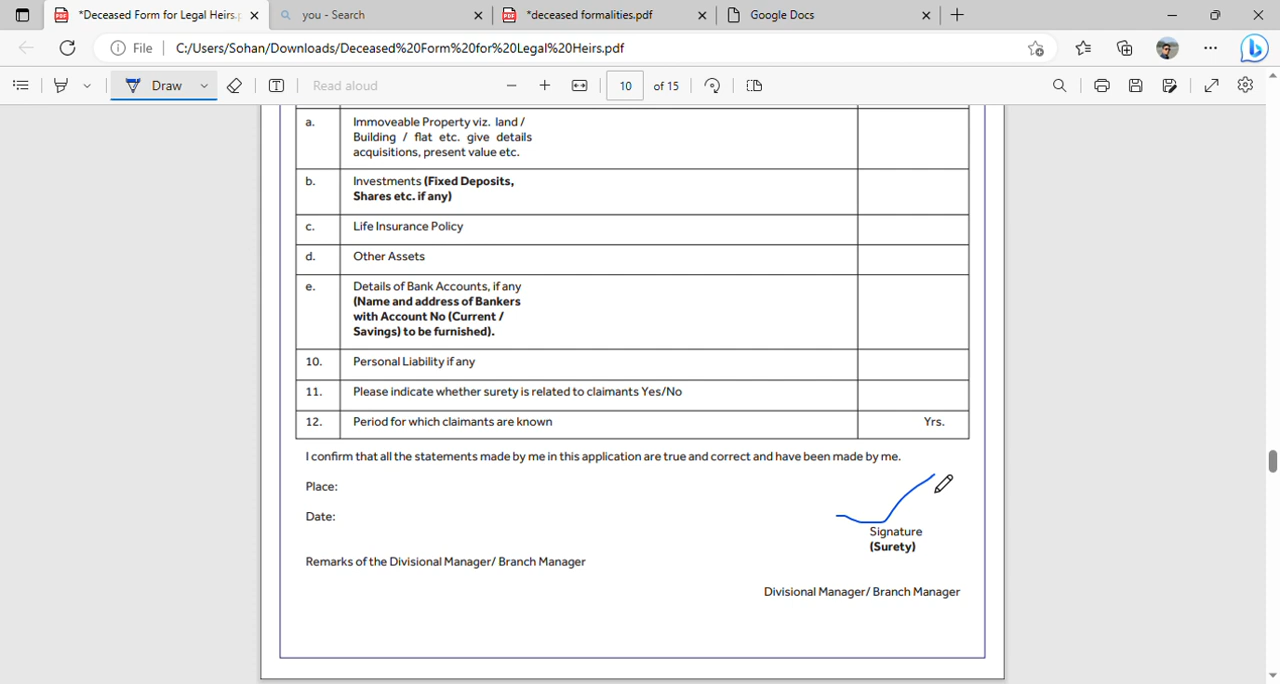 *Deceased Form for Legal Heirs.p
you - Search
*deceased formalities.pdf
Google Docs
File
C:/Users/Sohan/Downloads/Deceased%20Form%20for%20Legal%20Heirs.pdf
Draw
Read aloud
10 of 15
a. Immoveable Property viz. land /
Building / flat etc. give details
acquisitions, present value etc.
b. Investments (Fixed Deposits,
Shares etc. if any)
c. Life Insurance Policy
d. Other Assets
e. Details of Bank Accounts, if any
(Name and address of Bankers
with Account No (Current /
Savings) to be furnished).
10. Personal Liability if any
11. Please indicate whether surety is related to claimants Yes/No
12. Period for which claimants are known Yrs.
I confirm that all the statements made by me in this application are true and correct and have been made by me.
Place:
Date:
Signature
(Surety)
Remarks of the Divisional Manager/ Branch Manager
Divisional Manager/ Branch Manager